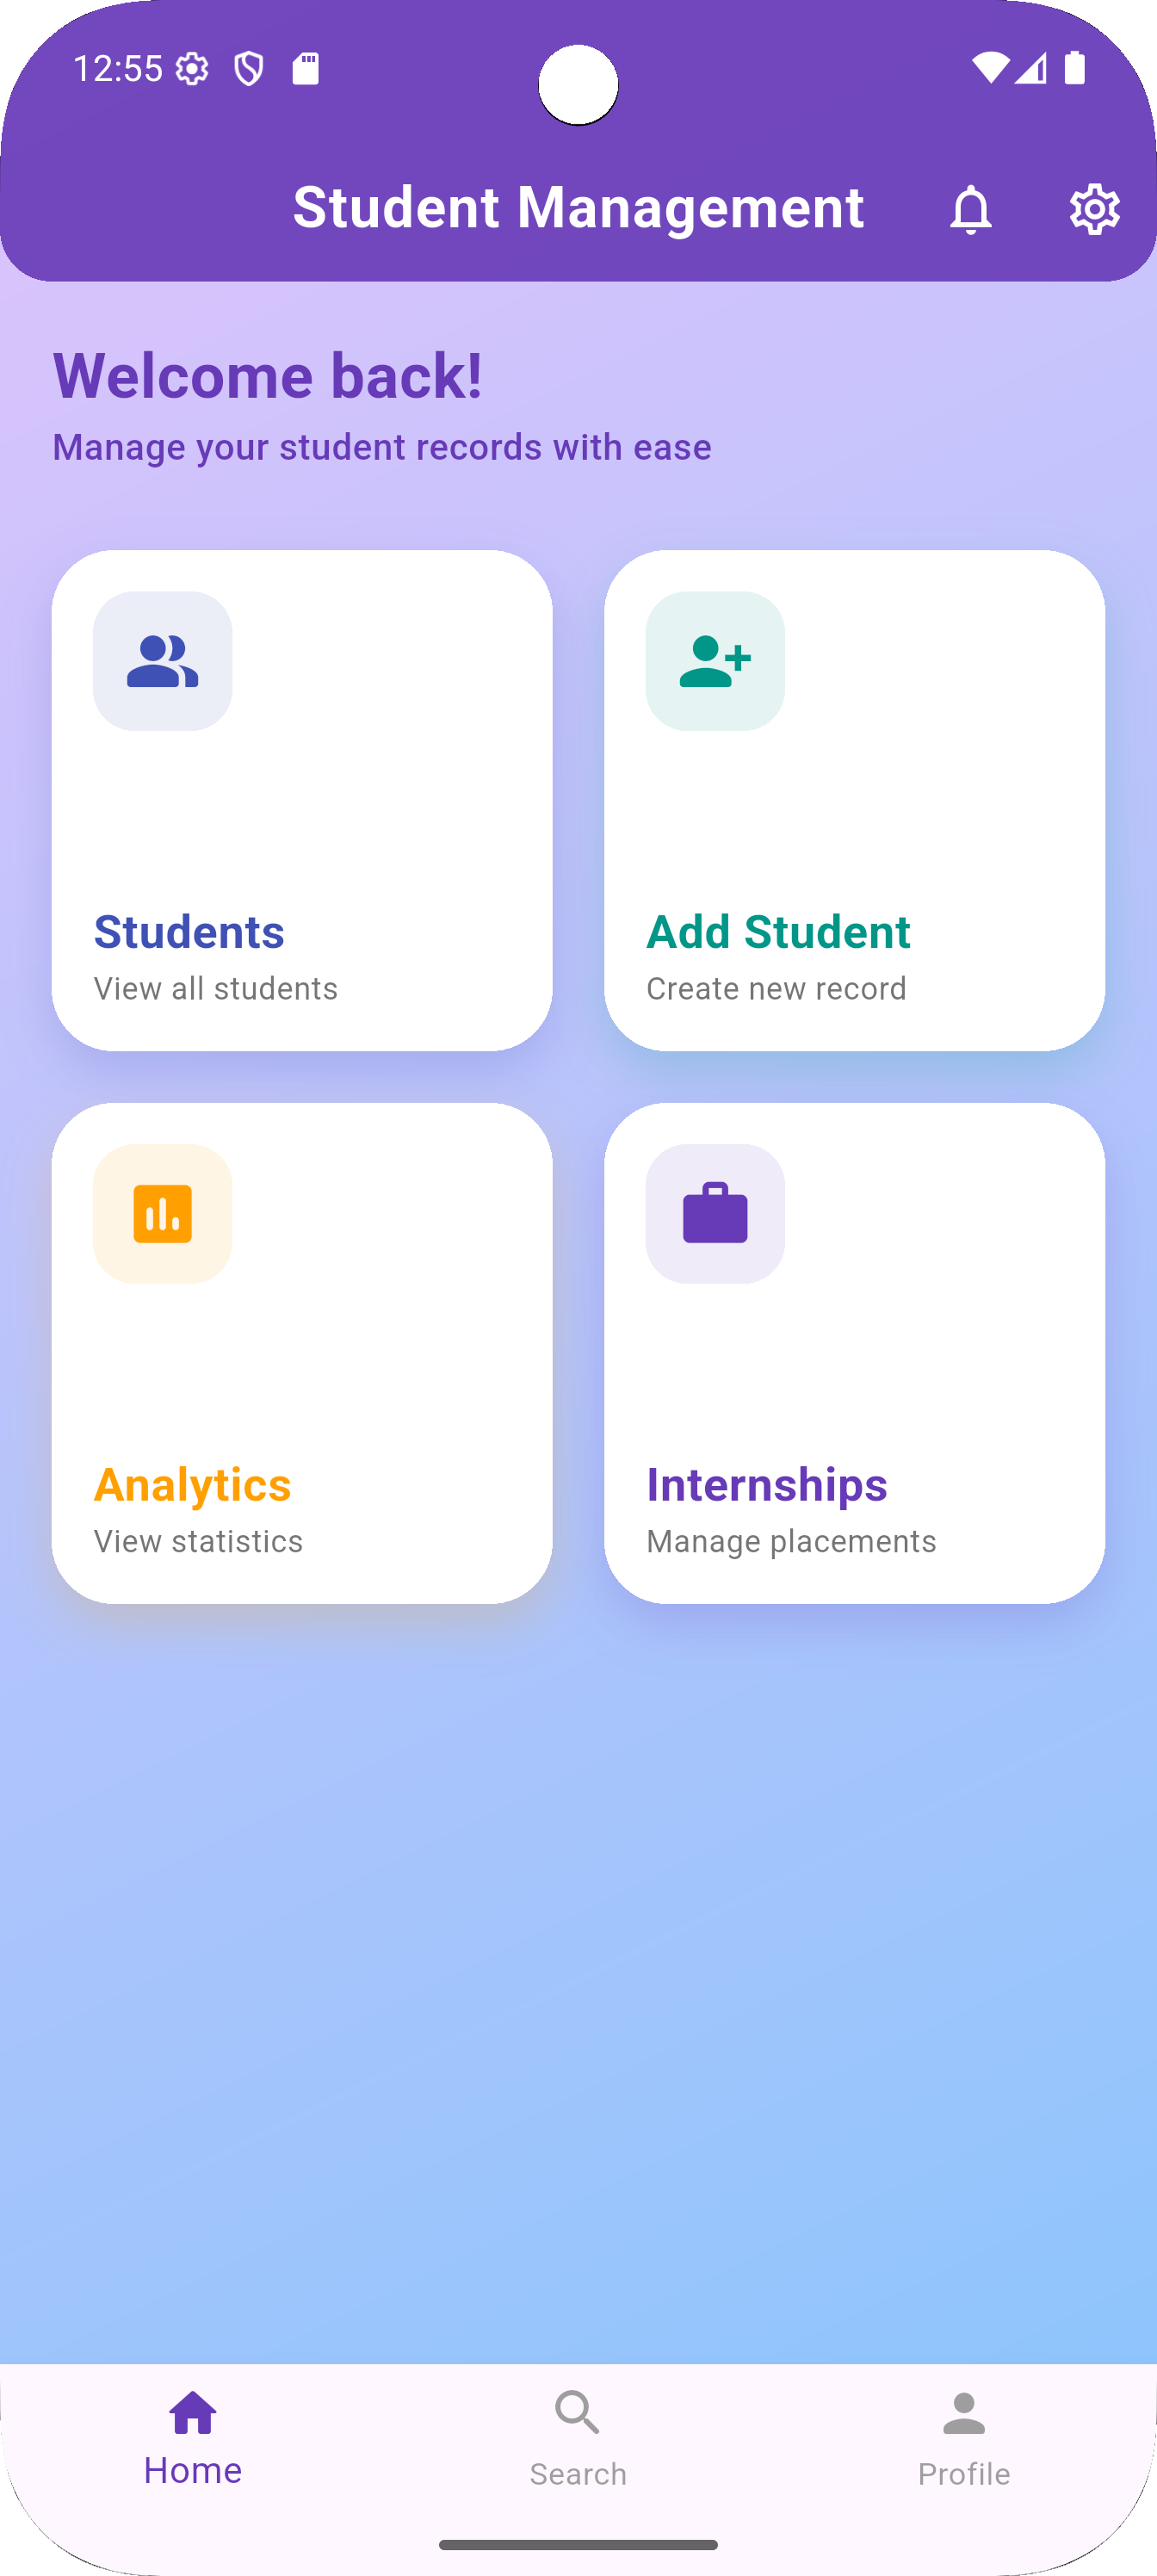 12:55
Student Management
Welcome back!
Manage your student records with ease
Students
View all students
Add Student
Create new record
Analytics
View statistics
Internships
Manage placements
Home
Search
Profile